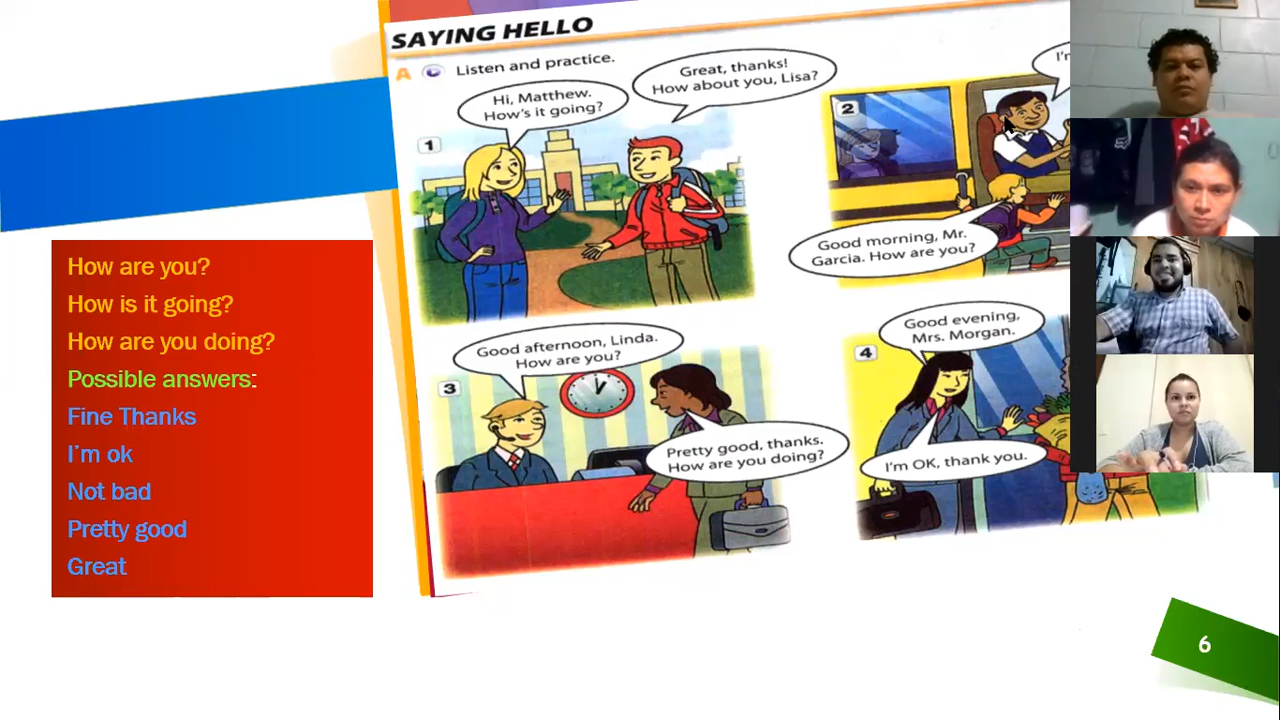 SAYING HELLO
A Listen and practice.
1
Hi, Matthew.
How's it going?
Great, thanks!
How about you, Lisa?
2
I'm
Good morning, Mr.
Garcia. How are you?
3
Good afternoon, Linda.
How are you?
Pretty good, thanks.
How are you doing?
4
Good evening,
Mrs. Morgan.
I'm OK, thank you.
How are you?
How is it going?
How are you doing?
Possible answers:
Fine Thanks
I'm ok
Not bad
Pretty good
Great
6